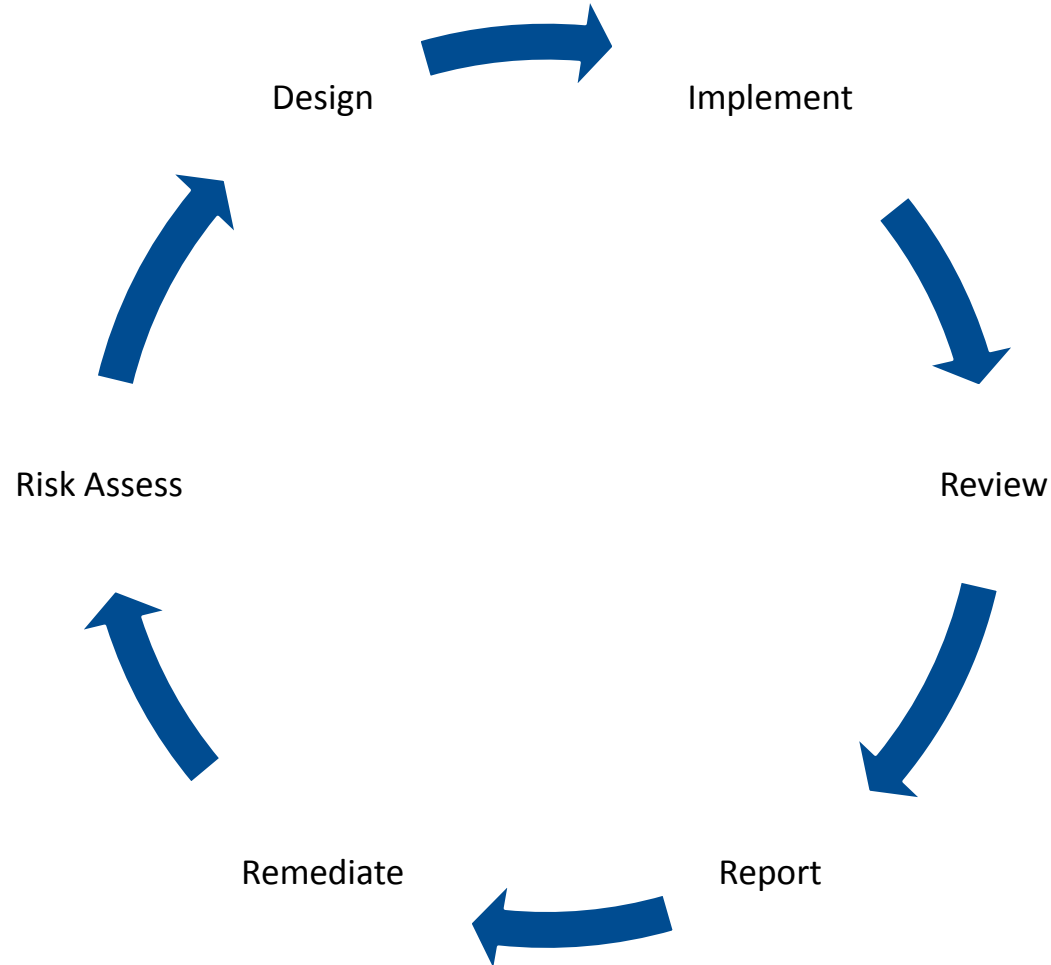 Design
Implement
Risk Assess
Review
Remediate
Report